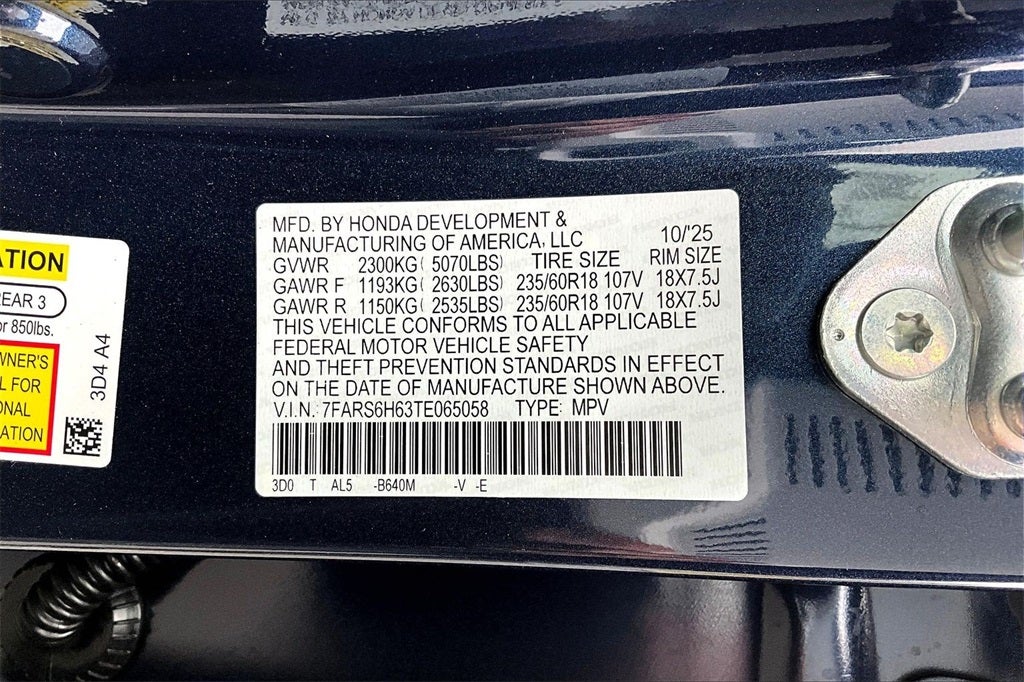 MFD. BY HONDA DEVELOPMENT &
MANUFACTURING OF AMERICA, LLC 10/'25
GVWR 2300KG( 5070LBS) TIRE SIZE RIM SIZE
GAWR F 1193KG( 2630LBS) 235/60R18 107V 18X7.5J
GAWR R 1150KG( 2535LBS) 235/60R18 107V 18X7.5J
THIS VEHICLE CONFORMS TO ALL APPLICABLE
FEDERAL MOTOR VEHICLE SAFETY
AND THEFT PREVENTION STANDARDS IN EFFECT
ON THE DATE OF MANUFACTURE SHOWN ABOVE.
V.I.N.: 7FARS6H63TE065058 TYPE: MPV
3D0 T AL5 -B640M -V -E
ATION
REAR 3
or 850lbs.
OWNER'S
L FOR
ONAL
ATION
3D4 A4